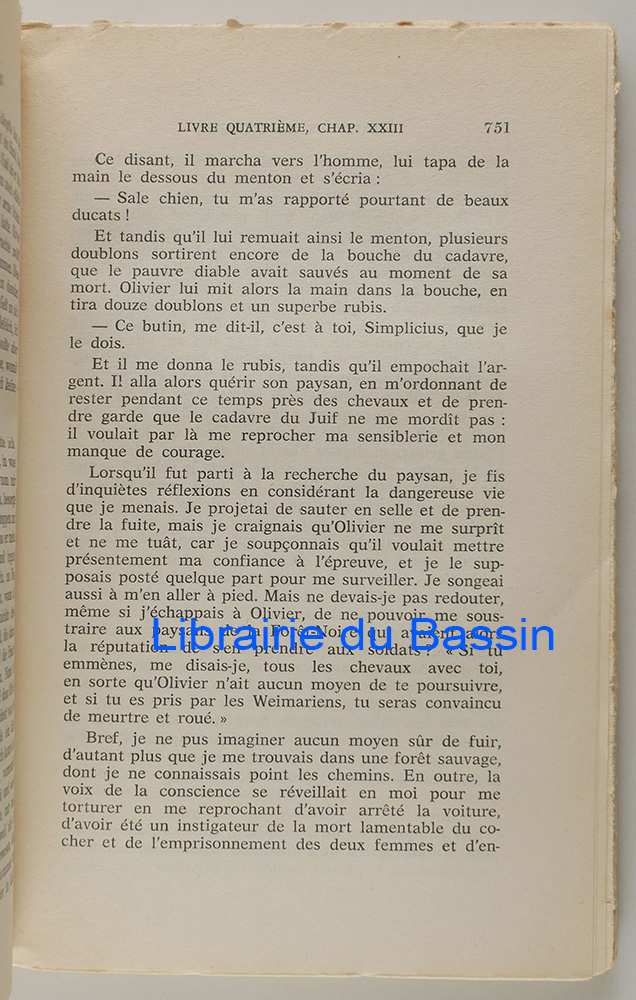 LIVRE QUATRIÈME, CHAP. XXIII 751
Ce disant, il marcha vers l'homme, lui tapa de la
main le dessous du menton et s'écria :
— Sale chien, tu m'as rapporté pourtant de beaux
ducats !
Et tandis qu'il lui remuait ainsi le menton, plusieurs
doublons sortirent encore de la bouche du cadavre,
que le pauvre diable avait sauvés au moment de sa
mort. Olivier lui mit alors la main dans la bouche, en
tira douze doublons et un superbe rubis.
— Ce butin, me dit-il, c'est à toi, Simplicius, que je
le dois.
Et il me donna le rubis, tandis qu'il empochait l'ar-
gent. Il alla alors quérir son paysan, en m'ordonnant de
rester pendant ce temps près des chevaux et de pren-
dre garde que le cadavre du Juif ne me mordît pas :
il voulait par là me reprocher ma sensiblerie et mon
manque de courage.
Lorsqu'il fut parti à la recherche du paysan, je fis
d'inquiètes réflexions en considérant la dangereuse vie
que je menais. Je projetai de sauter en selle et de pren-
dre la fuite, mais je craignais qu'Olivier ne me surprît
et ne me tuât, car je soupçonnais qu'il voulait mettre
présentement ma confiance à l'épreuve, et je le sup-
posais posté quelque part pour me surveiller. Je songeai
aussi à m'en aller à pied. Mais ne devais-je pas redouter,
même si j'échappais à Olivier, de ne pouvoir me sous-
traire aux paysans de la Forêt-Noire qui avaient alors
la réputation de s'en prendre aux soldats ? « Si tu
emmènes, me disais-je, tous les chevaux avec toi,
en sorte qu'Olivier n'ait aucun moyen de te poursuivre,
et si tu es pris par les Weimariens, tu seras convaincu
de meurtre et roué. »
Bref, je ne pus imaginer aucun moyen sûr de fuir,
d'autant plus que je me trouvais dans une forêt sauvage,
dont je ne connaissais point les chemins. En outre, la
voix de la conscience se réveillait en moi pour me
torturer en me reprochant d'avoir arrêté la voiture,
d'avoir été un instigateur de la mort lamentable du co-
cher et de l'emprisonnement des deux femmes et d'en-
Librairie du Bassin